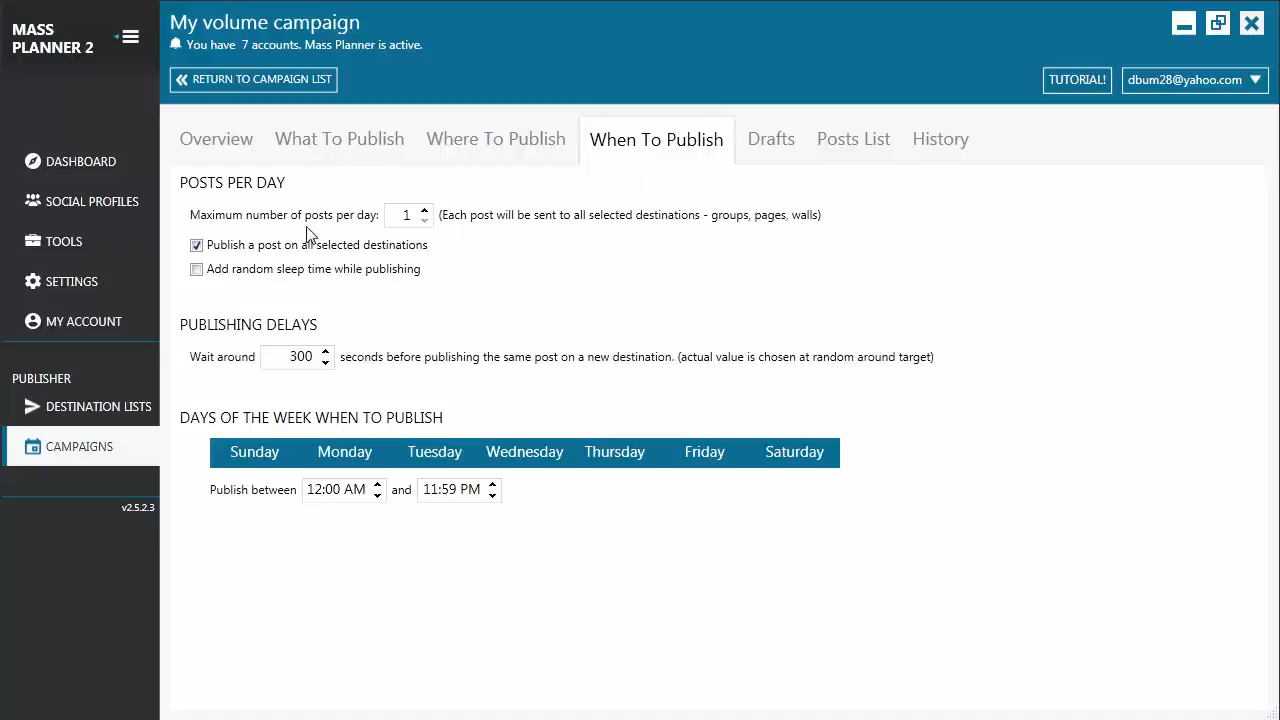 MASS
PLANNER 2
My volume campaign
You have 7 accounts. Mass Planner is active.
RETURN TO CAMPAIGN LIST
TUTORIAL!
dbum28@yahoo.com
Overview What To Publish Where To Publish When To Publish Drafts Posts List History
DASHBOARD
SOCIAL PROFILES
TOOLS
SETTINGS
MY ACCOUNT
PUBLISHER
DESTINATION LISTS
CAMPAIGNS
v2.5.2.3
POSTS PER DAY
Maximum number of posts per day: 1 (Each post will be sent to all selected destinations - groups, pages, walls)
Publish a post on all selected destinations
Add random sleep time while publishing
PUBLISHING DELAYS
Wait around 300 seconds before publishing the same post on a new destination. (actual value is chosen at random around target)
DAYS OF THE WEEK WHEN TO PUBLISH
Sunday Monday Tuesday Wednesday Thursday Friday Saturday
Publish between 12:00 AM and 11:59 PM